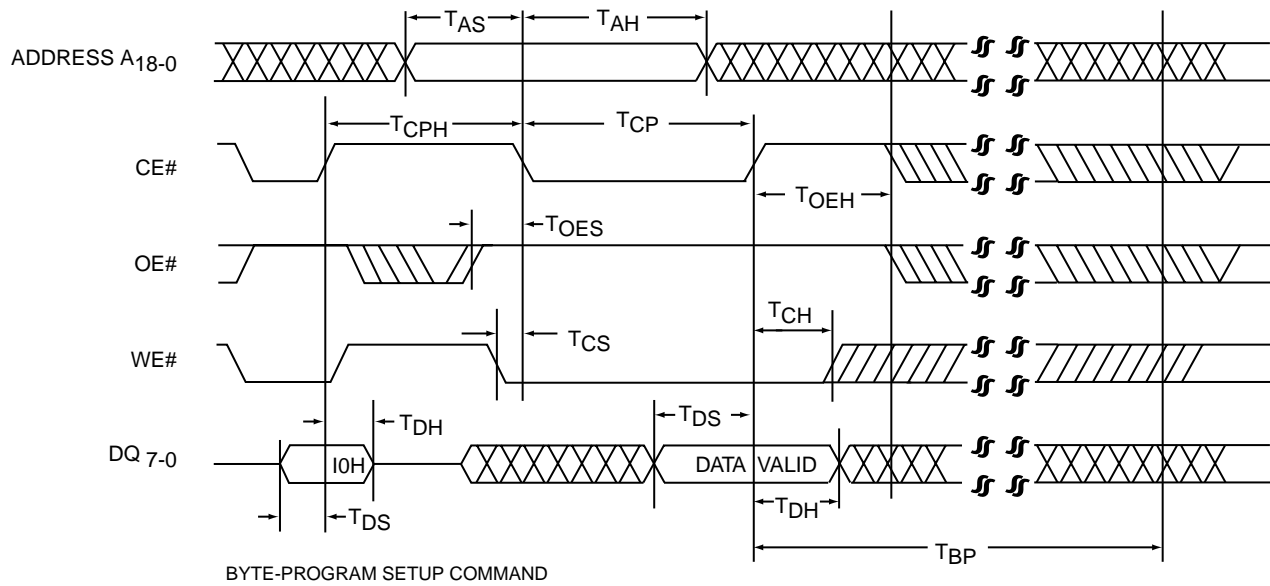 TAS TAH
ADDRESS A18-0
TCPH TCP
CE#
TOEH
TOES
OE#
TCH
TCS
WE#
TDS
TDH
DQ 7-0
I0H DATA VALID
TDS TDH
TBP
BYTE-PROGRAM SETUP COMMAND